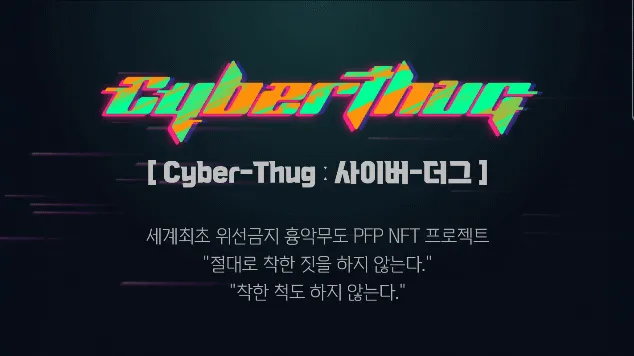 CyberThug
[ Cyber-Thug : 사이버-더그 ]
세계최초 위선금지 흉악무도 PFP NFT 프로젝트
"절대로 착한 짓을 하지 않는다."
"착한 척도 하지 않는다."